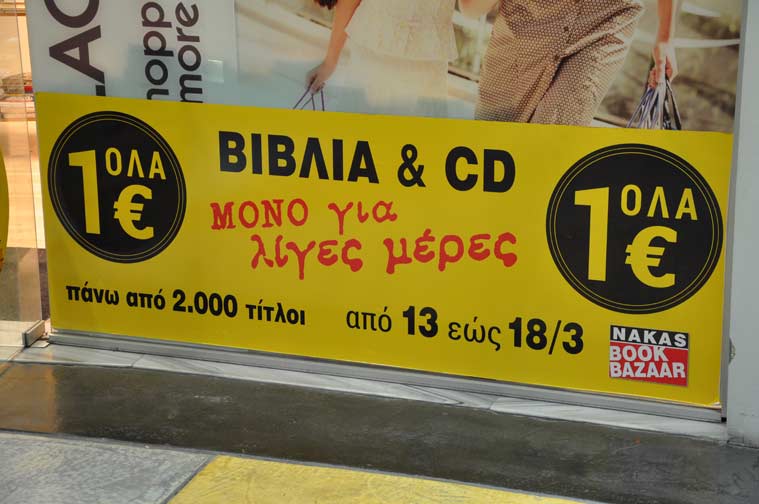 ΟΛΑ
1€
ΒΙΒΛΙΑ & CD
ΜΟΝΟ για
λίγες μέρες
πάνω από 2.000 τίτλοι
από 13 εώς 18/3
ΟΛΑ
1€
NAKAS
BOOK
BAZAAR
more